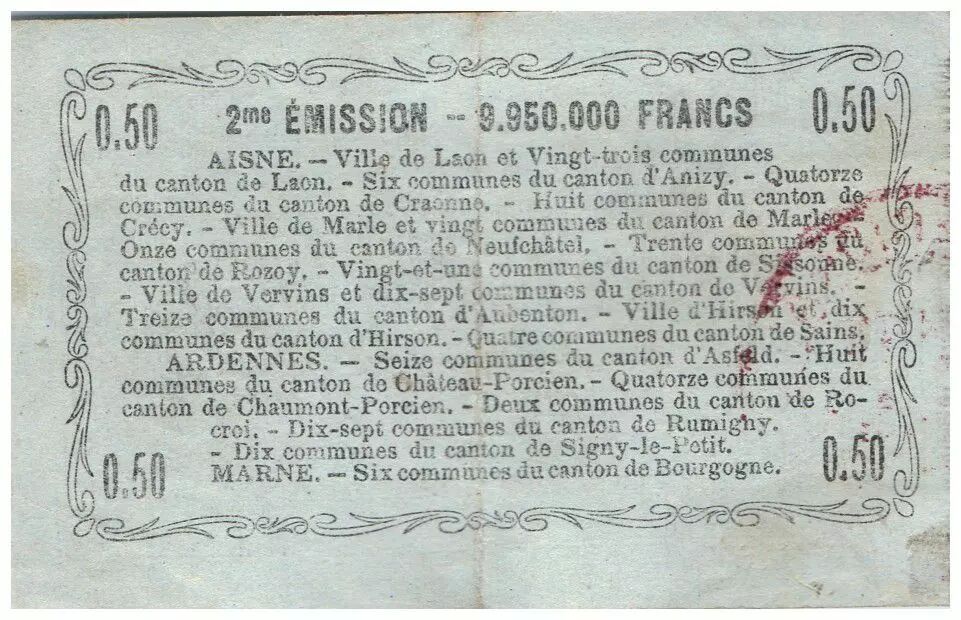 0.50 2me ÉMISSION -- 9.950.000 FRANCS 0.50
AISNE. — Ville de Laon et Vingt-trois communes
du canton de Laon. - Six communes du canton d'Anizy. - Quatorze
communes du canton de Craonne. - Huit communes du canton de
Crécy. - Ville de Marle et vingt communes du canton de Marle. -
Onze communes du canton de Neufchâtel. - Trente communes du
canton de Rozoy. - Vingt-et-une communes du canton de Sissonne.
- Ville de Vervins et dix-sept communes du canton de Vervins. -
Treize communes du canton d'Aubenton. - Ville d'Hirson et dix
communes du canton d'Hirson. - Quatre communes du canton de Sains.
ARDENNES. — Seize communes du canton d'Asfeld. - Huit
communes du canton de Château-Porcien. - Quatorze communes du
canton de Chaumont-Porcien. - Deux communes du canton de Ro-
croi. - Dix-sept communes du canton de Rumigny.
- Dix communes du canton de Signy-le-Petit.
0.50 MARNE. — Six communes du canton de Bourgogne. 0.50